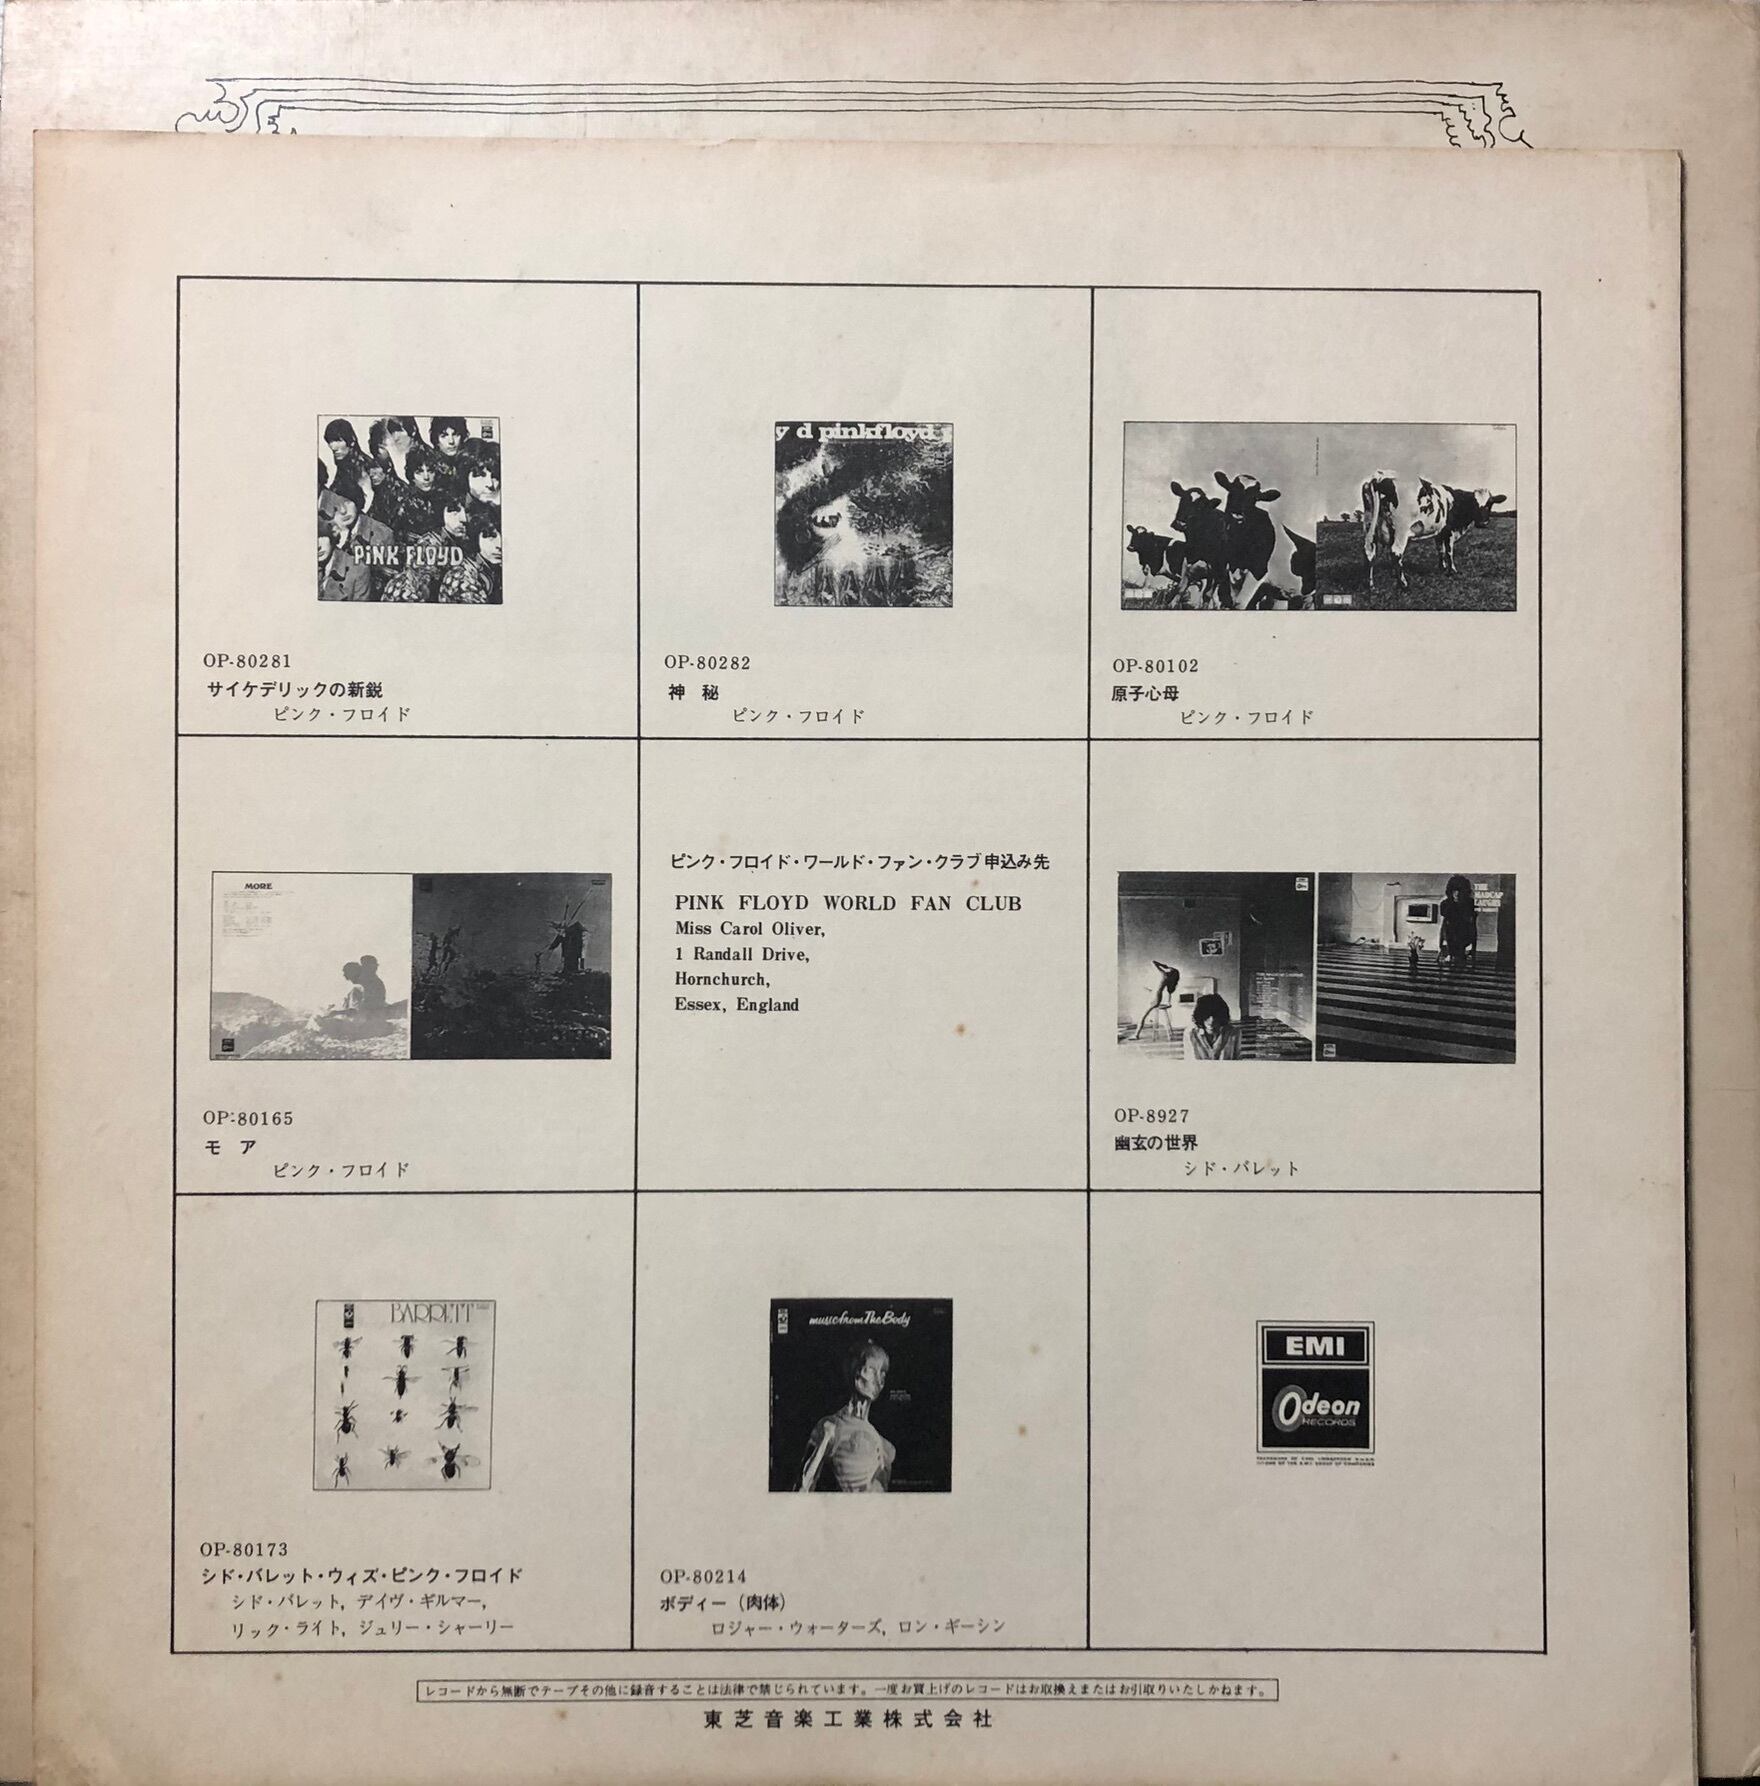 PiNK FLOYD
OP-80281
サイケデリックの新鋭
ピンク・フロイド
y d pinkfloyd
OP-80282
神 秘
ピンク・フロイド
OP-80102
原子心母
ピンク・フロイド
MORE
OP-80165
モ ア
ピンク・フロイド
ピンク・フロイド・ワールド・ファン・クラブ申込み先
PINK FLOYD WORLD FAN CLUB
Miss Carol Oliver,
1 Randall Drive,
Hornchurch,
Essex, England
THE
MADCAP
LAUGHS
OP-8927
幽玄の世界
シド・バレット
BARRETT
OP-80173
シド・バレット・ウィズ・ピンク・フロイド
シド・バレット, デイヴ・ギルマー,
リック・ライト, ジュリー・シャーリー
music from The Body
OP-80214
ボディー (肉体)
ロジャー・ウォーターズ, ロン・ギーシン
EMI
Odeon
RECORDS
レコードから無断でテープその他に録音することは法律で禁じられています。一度お買上げのレコードはお取換えまたはお引取りいたしかねます。
東芝音楽工業株式会社